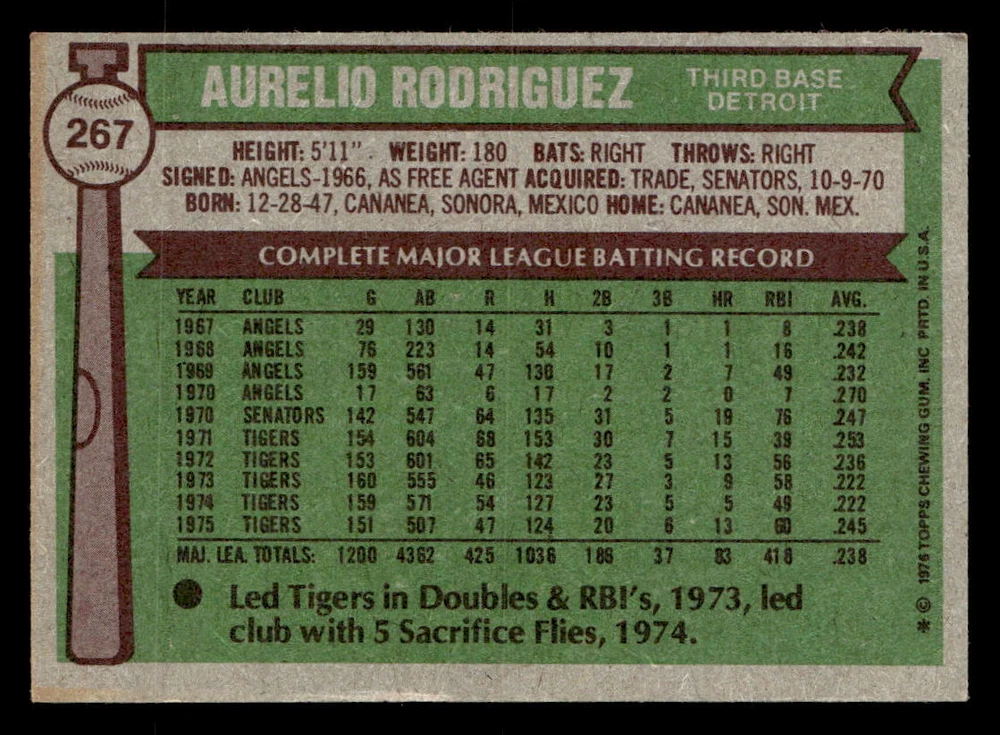 AURELIO RODRIGUEZ
THIRD BASE
DETROIT
267
HEIGHT: 5'11" WEIGHT: 180 BATS: RIGHT THROWS: RIGHT
SIGNED: ANGELS-1966, AS FREE AGENT ACQUIRED: TRADE, SENATORS, 10-9-70
BORN: 12-28-47, CANANEA, SONORA, MEXICO HOME: CANANEA, SON. MEX.
COMPLETE MAJOR LEAGUE BATTING RECORD
YEAR CLUB G AB R H 2B 3B HR RBI AVG.
1967 ANGELS 29 130 14 31 3 1 1 8 .238
1968 ANGELS 76 223 14 54 10 1 1 16 .242
1969 ANGELS 159 561 47 130 17 2 7 49 .232
1970 ANGELS 17 63 6 17 2 2 0 7 .270
1970 SENATORS 142 547 64 135 31 5 19 76 .247
1971 TIGERS 154 604 68 153 30 7 15 39 .253
1972 TIGERS 153 601 65 142 23 5 13 56 .236
1973 TIGERS 160 555 46 123 27 3 9 58 .222
1974 TIGERS 159 571 54 127 23 5 5 49 .222
1975 TIGERS 151 507 47 124 20 6 13 60 .245
MAJ. LEA. TOTALS: 1200 4362 425 1036 186 37 83 418 .238
Led Tigers in Doubles & RBI's, 1973, led
club with 5 Sacrifice Flies, 1974.
* © 1976 TOPPS CHEWING GUM, INC PRTD. IN U.S.A.